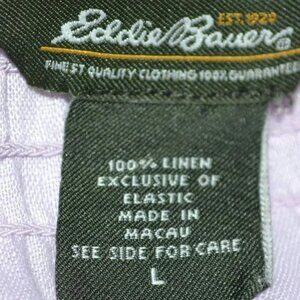 EST. 1920
Eddie Bauer
FINEST QUALITY CLOTHING 100% GUARANTEE
100% LINEN
EXCLUSIVE OF
ELASTIC
MADE IN
MACAU
SEE SIDE FOR CARE
L